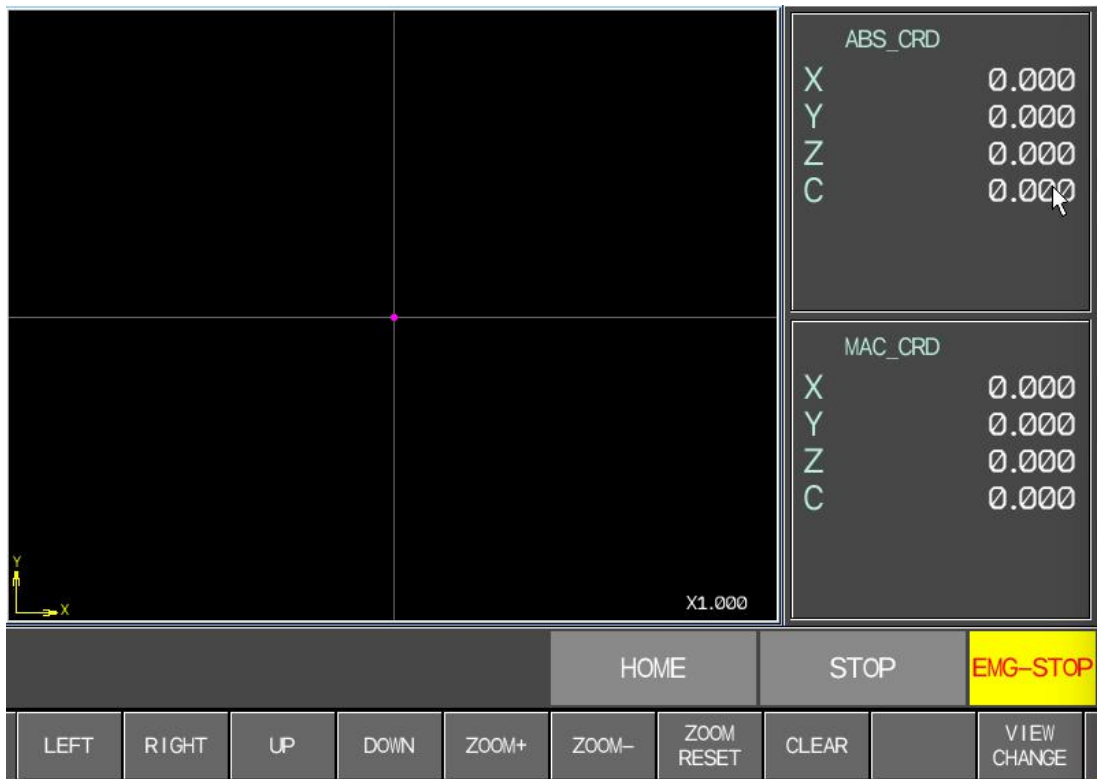 ABS_CRD
X 0.000
Y 0.000
Z 0.000
C 0.000
MAC_CRD
X 0.000
Y 0.000
Z 0.000
C 0.000
Y
X
X1.000
HOME STOP EMG-STOP
LEFT RIGHT UP DOWN ZOOM+ ZOOM- ZOOM RESET CLEAR VIEW CHANGE